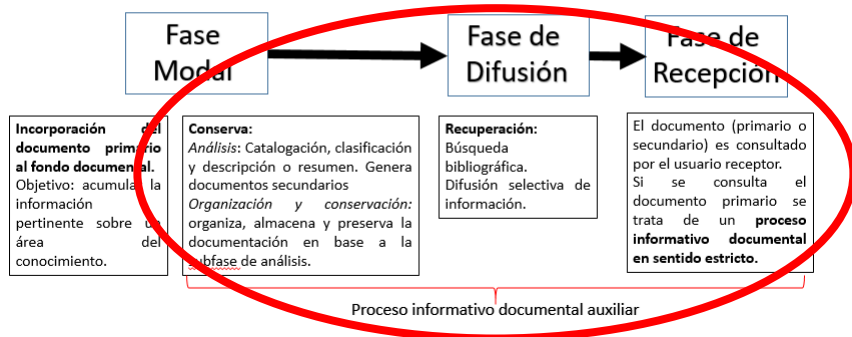 Fase
Modal
Fase de
Difusión
Fase de
Recepción
Incorporación del
documento primario
al fondo documental.
Objetivo: acumular la
información
pertinente sobre un
área del
conocimiento.
Conserva:
Análisis: Catalogación, clasificación
y descripción o resumen. Genera
documentos secundarios
Organización y conservación:
organiza, almacena y preserva la
documentación en base a la
subfase de análisis.
Recuperación:
Búsqueda
bibliográfica.
Difusión selectiva de
información.
El documento (primario o
secundario) es consultado
por el usuario receptor.
Si se consulta el
documento primario se
trata de un proceso
informativo documental
en sentido estricto.
Proceso informativo documental auxiliar